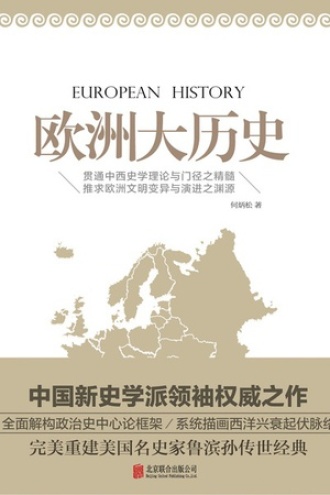 EUROPEAN HISTORY
欧洲大历史
贯通中西史学理论与门径之精髓
推求欧洲文明变异与演进之渊源
何炳松 著
中国新史学派领袖权威之作
全面解构政治史中心论框架／系统描画西洋兴衰起伏脉络
完美重建美国名史家鲁滨孙传世经典
北京联合出版公司